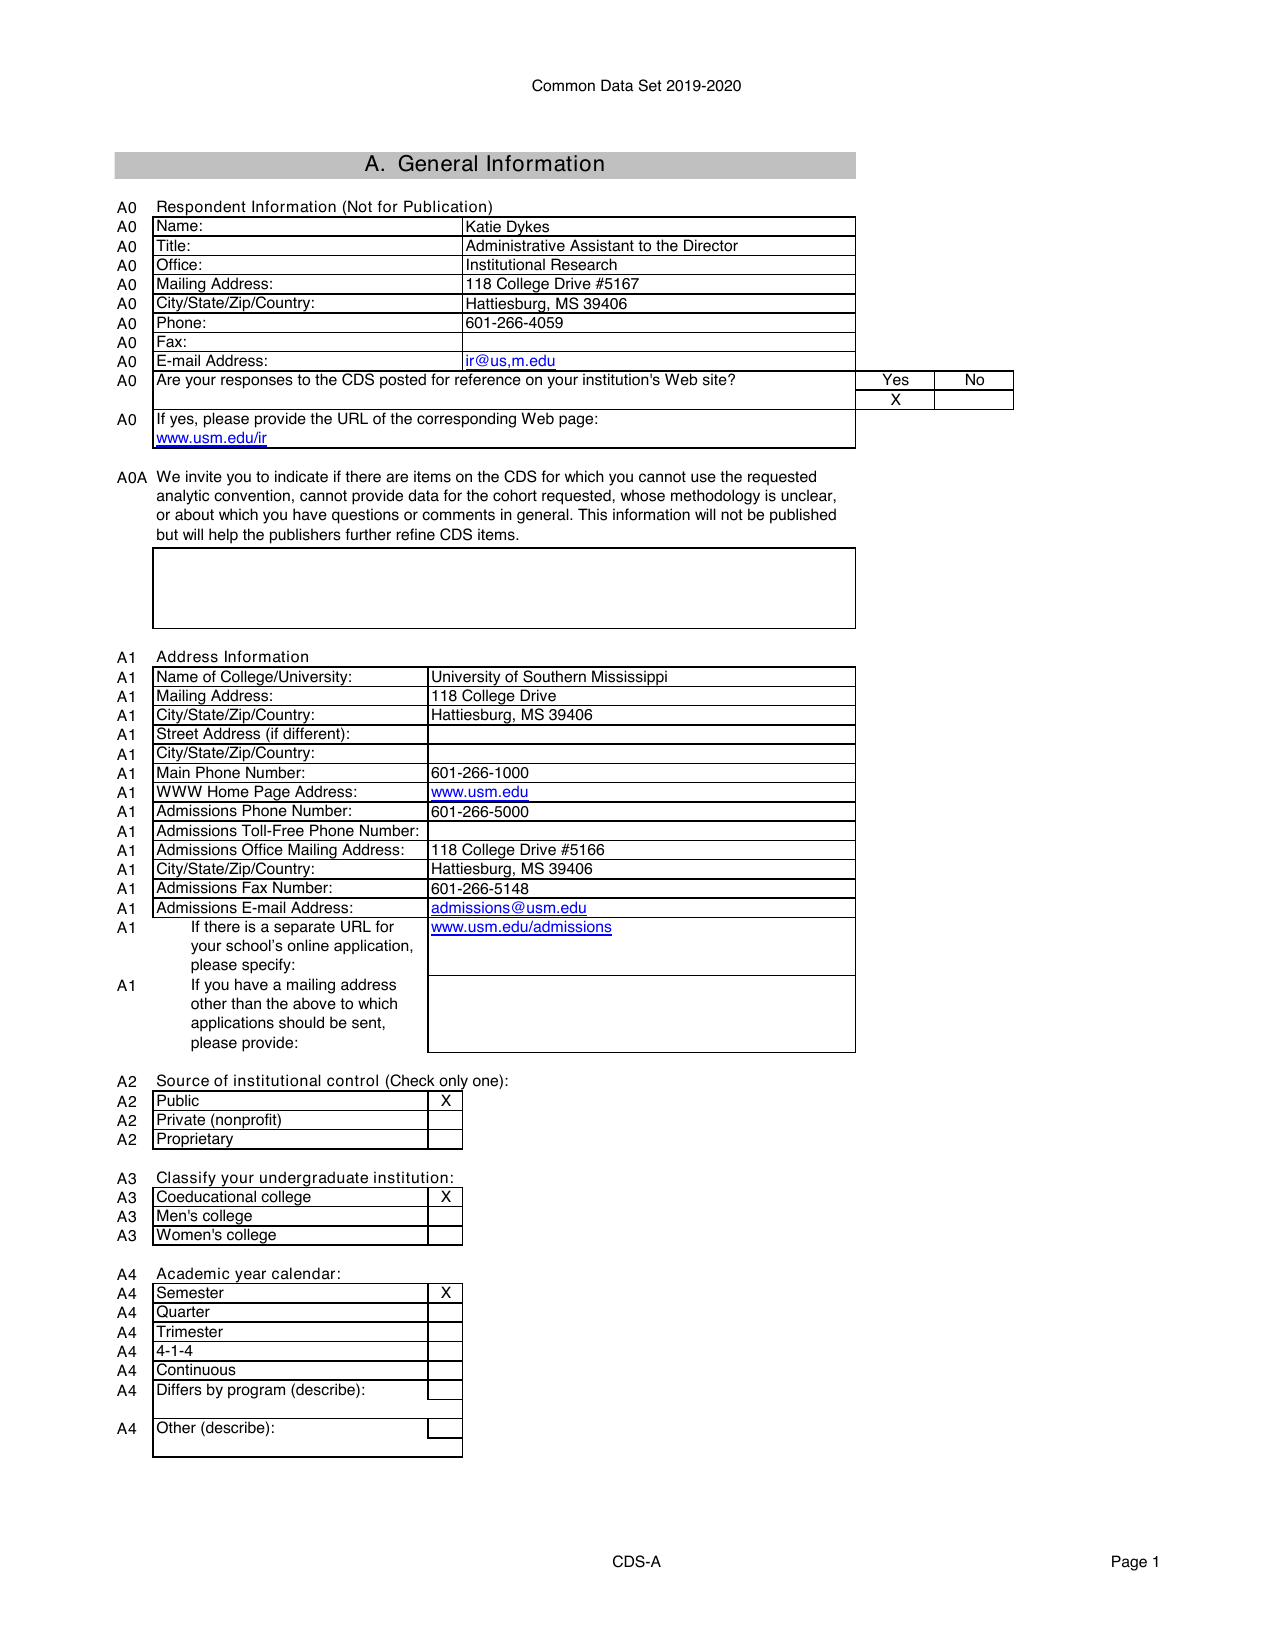 Common Data Set 2019-2020
A. General Information
A0 Respondent Information (Not for Publication)
A0 Name: Katie Dykes
A0 Title: Administrative Assistant to the Director
A0 Office: Institutional Research
A0 Mailing Address: 118 College Drive #5167
A0 City/State/Zip/Country: Hattiesburg, MS 39406
A0 Phone: 601-266-4059
A0 Fax:
A0 E-mail Address: ir@us,m.edu
A0 Are your responses to the CDS posted for reference on your institution's Web site? Yes No
X
A0 If yes, please provide the URL of the corresponding Web page:
www.usm.edu/ir
A0A We invite you to indicate if there are items on the CDS for which you cannot use the requested
analytic convention, cannot provide data for the cohort requested, whose methodology is unclear,
or about which you have questions or comments in general. This information will not be published
but will help the publishers further refine CDS items.
A1 Address Information
A1 Name of College/University: University of Southern Mississippi
A1 Mailing Address: 118 College Drive
A1 City/State/Zip/Country: Hattiesburg, MS 39406
A1 Street Address (if different):
A1 City/State/Zip/Country:
A1 Main Phone Number: 601-266-1000
A1 WWW Home Page Address: www.usm.edu
A1 Admissions Phone Number: 601-266-5000
A1 Admissions Toll-Free Phone Number:
A1 Admissions Office Mailing Address: 118 College Drive #5166
A1 City/State/Zip/Country: Hattiesburg, MS 39406
A1 Admissions Fax Number: 601-266-5148
A1 Admissions E-mail Address: admissions@usm.edu
A1 If there is a separate URL for www.usm.edu/admissions
your school’s online application,
please specify:
A1 If you have a mailing address
other than the above to which
applications should be sent,
please provide:
A2 Source of institutional control (Check only one):
A2 Public X
A2 Private (nonprofit)
A2 Proprietary
A3 Classify your undergraduate institution:
A3 Coeducational college X
A3 Men's college
A3 Women's college
A4 Academic year calendar:
A4 Semester X
A4 Quarter
A4 Trimester
A4 4-1-4
A4 Continuous
A4 Differs by program (describe):
A4 Other (describe):
CDS-A Page 1